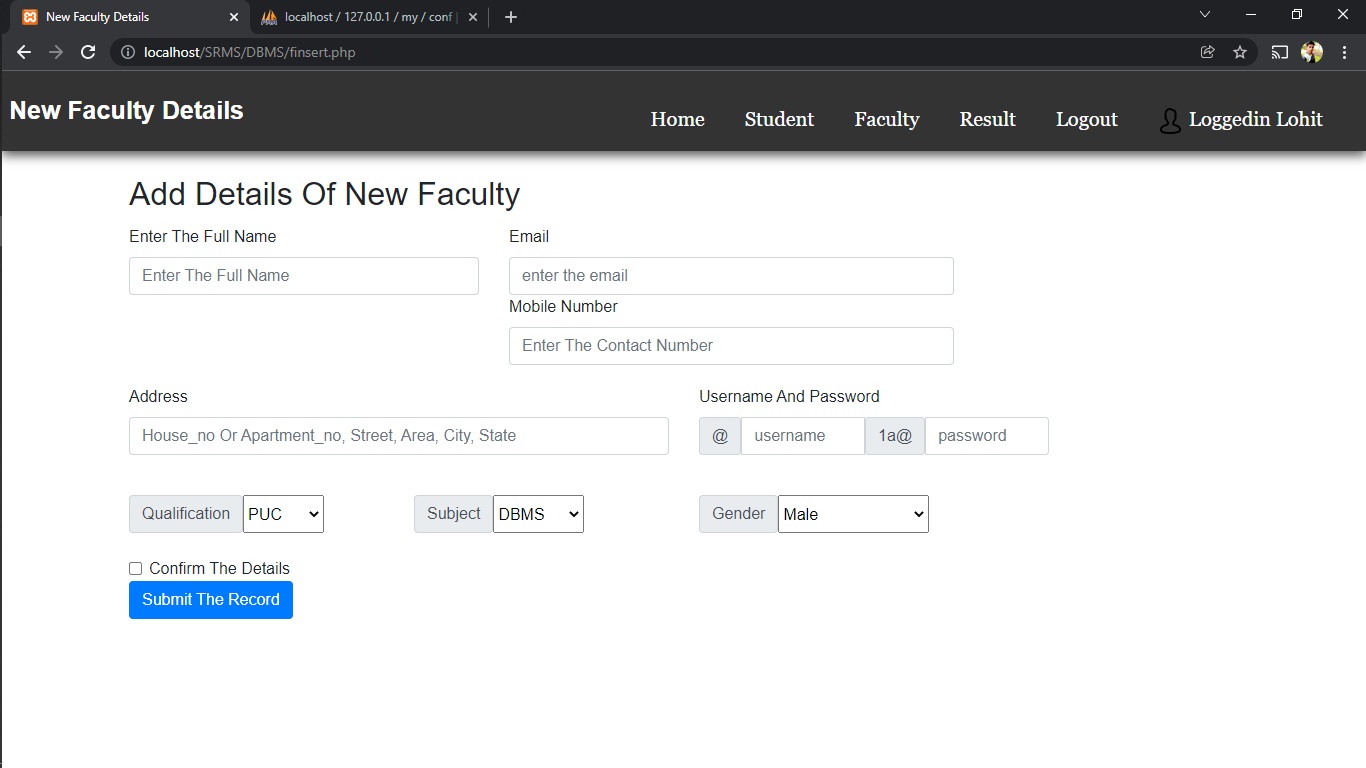 New Faculty Details
localhost / 127.0.0.1 / my / conf |
localhost/SRMS/DBMS/finsert.php
New Faculty Details
Home Student Faculty Result Logout Loggedin Lohit
Add Details Of New Faculty
Enter The Full Name Email
Enter The Full Name enter the email
Mobile Number
Enter The Contact Number
Address Username And Password
House_no Or Apartment_no, Street, Area, City, State @ username 1a@ password
Qualification PUC Subject DBMS Gender Male
Confirm The Details
Submit The Record